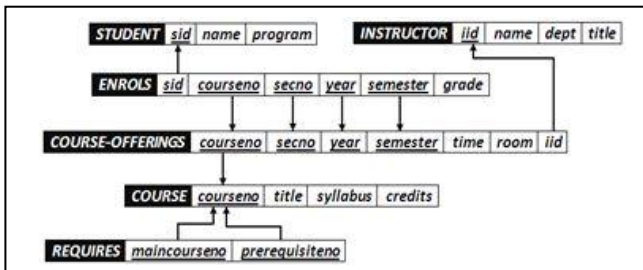 STUDENT sid name program INSTRUCTOR iid name dept title
ENROLS sid courseno secno year semester grade
COURSE-OFFERINGS courseno secno year semester time room iid
COURSE courseno title syllabus credits
REQUIRES maincourseno prerequisiteno